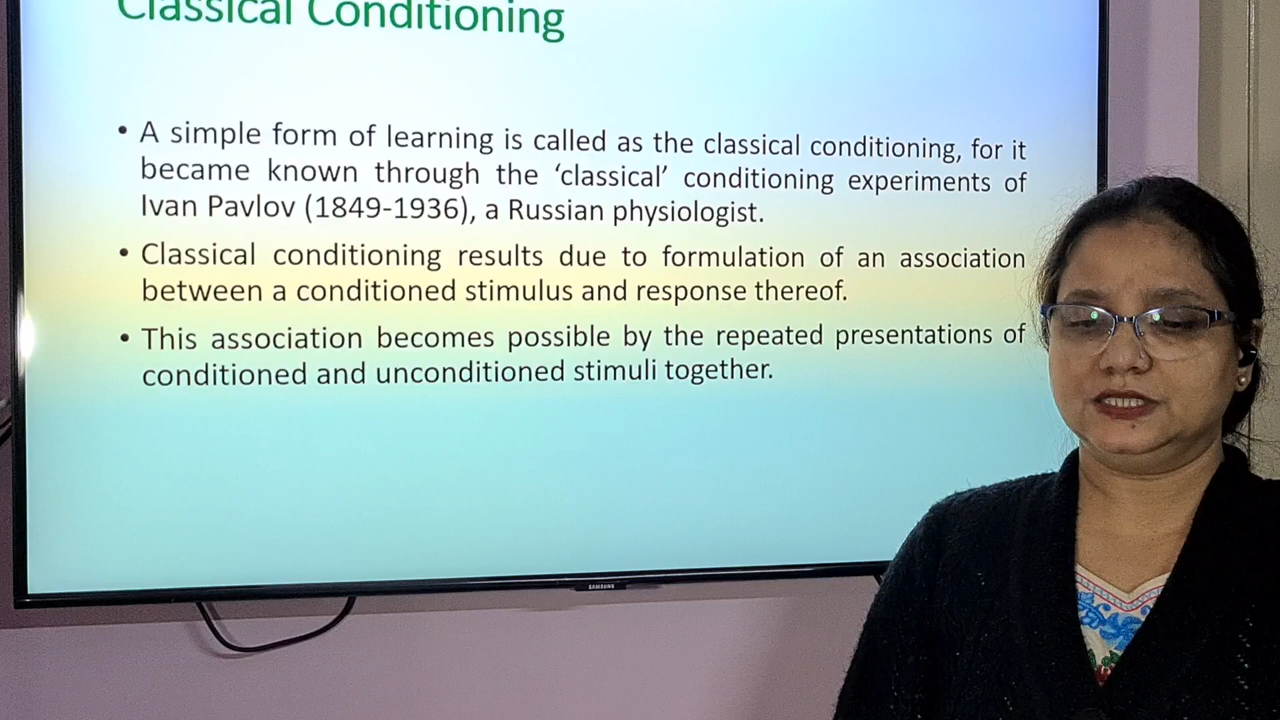 Classical Conditioning
• A simple form of learning is called as the classical conditioning, for it
became known through the ‘classical’ conditioning experiments of
Ivan Pavlov (1849-1936), a Russian physiologist.
• Classical conditioning results due to formulation of an association
between a conditioned stimulus and response thereof.
• This association becomes possible by the repeated presentations of
conditioned and unconditioned stimuli together.
SAMSUNG